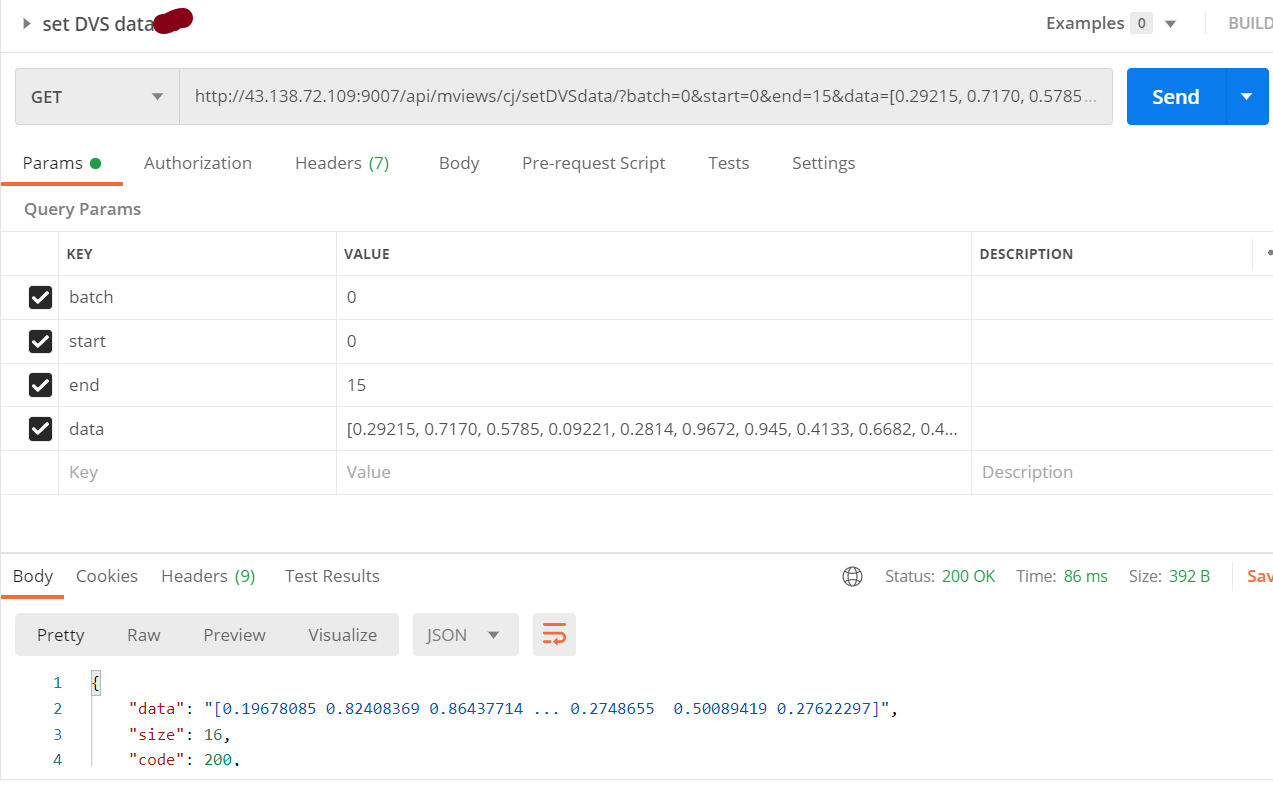 set DVS data
Examples 0
BUILD
GET
http://43.138.72.109:9007/api/mviews/cj/setDVSdata/?batch=0&start=0&end=15&data=[0.29215, 0.7170, 0.5785...
Send
Params
Authorization
Headers (7)
Body
Pre-request Script
Tests
Settings
Query Params
KEY VALUE DESCRIPTION
batch 0
start 0
end 15
data [0.29215, 0.7170, 0.5785, 0.09221, 0.2814, 0.9672, 0.945, 0.4133, 0.6682, 0.4...
Key Value Description
Body Cookies Headers (9) Test Results Status: 200 OK Time: 86 ms Size: 392 B Sav
Pretty Raw Preview Visualize JSON
1 {
2 "data": "[0.19678085 0.82408369 0.86437714 ... 0.2748655  0.50089419 0.27622297]",
3 "size": 16,
4 "code": 200,